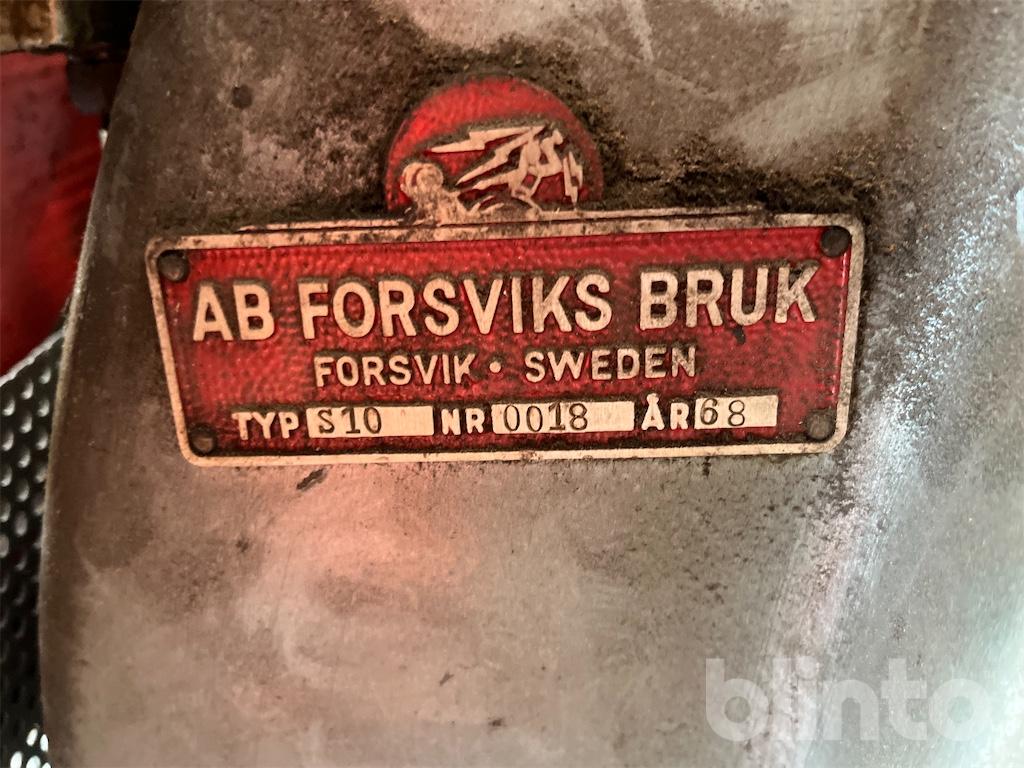 AB FORSVIKS BRUK
FORSVIK · SWEDEN
TYP S10 NR 0018 ÅR 68
blinto